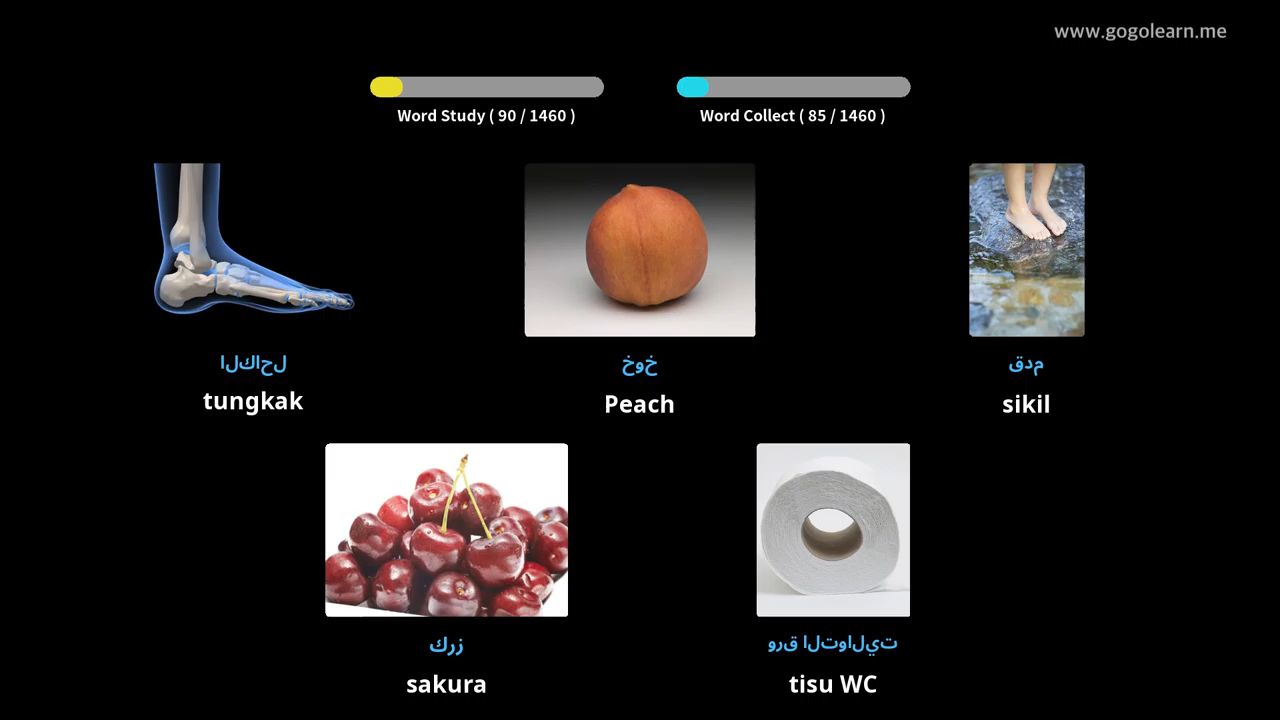 www.gogolearn.me
Word Study ( 90 / 1460 )
Word Collect ( 85 / 1460 )
الكاحل
tungkak
خوخ
Peach
قدم
sikil
كرز
sakura
ورق التواليت
tisu WC